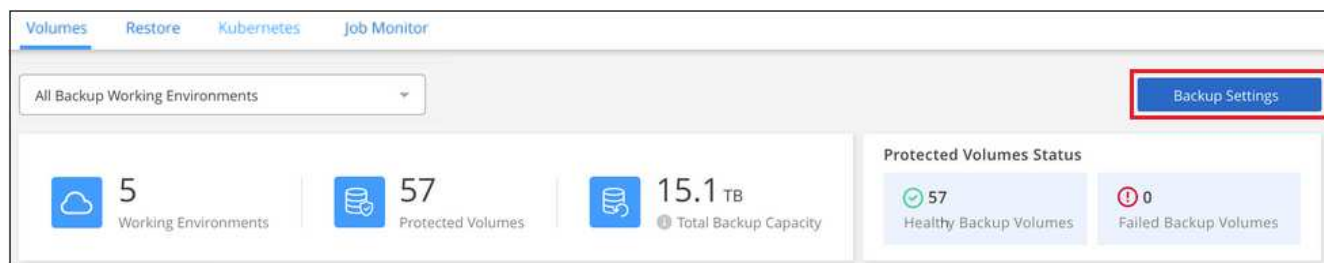 Volumes Restore Kubernetes Job Monitor
All Backup Working Environments
Backup Settings
5
Working Environments
57
Protected Volumes
15.1 TB
Total Backup Capacity
Protected Volumes Status
57
Healthy Backup Volumes
0
Failed Backup Volumes